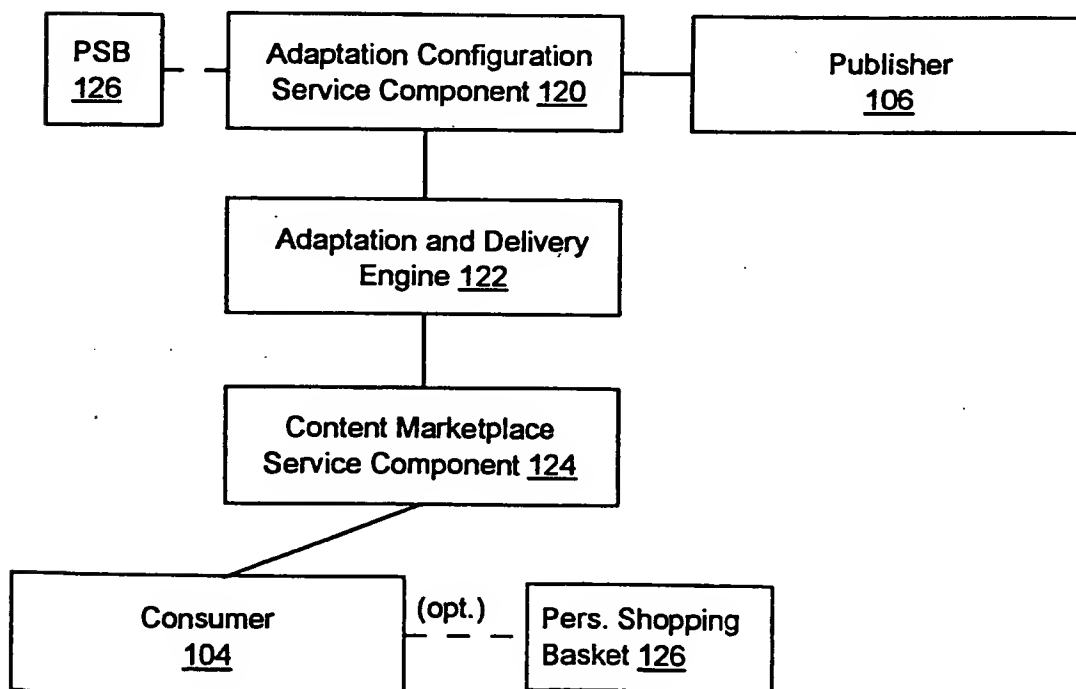 PSB
126
Adaptation Configuration
Service Component 120
Publisher
106
Adaptation and Delivery
Engine 122
Content Marketplace
Service Component 124
Consumer
104
(opt.)
Pers. Shopping
Basket 126